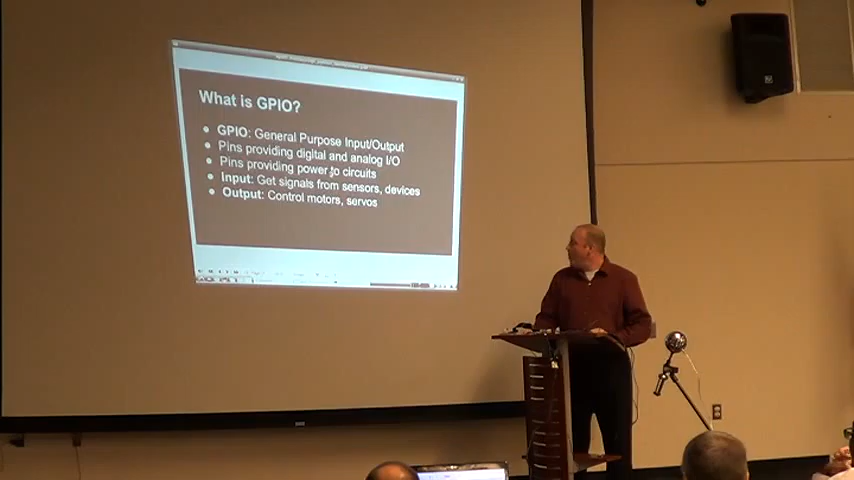 What is GPIO?
GPIO: General Purpose Input/Output
Pins providing digital and analog I/O
Pins providing power to circuits
Input: Get signals from sensors, devices
Output: Control motors, servos